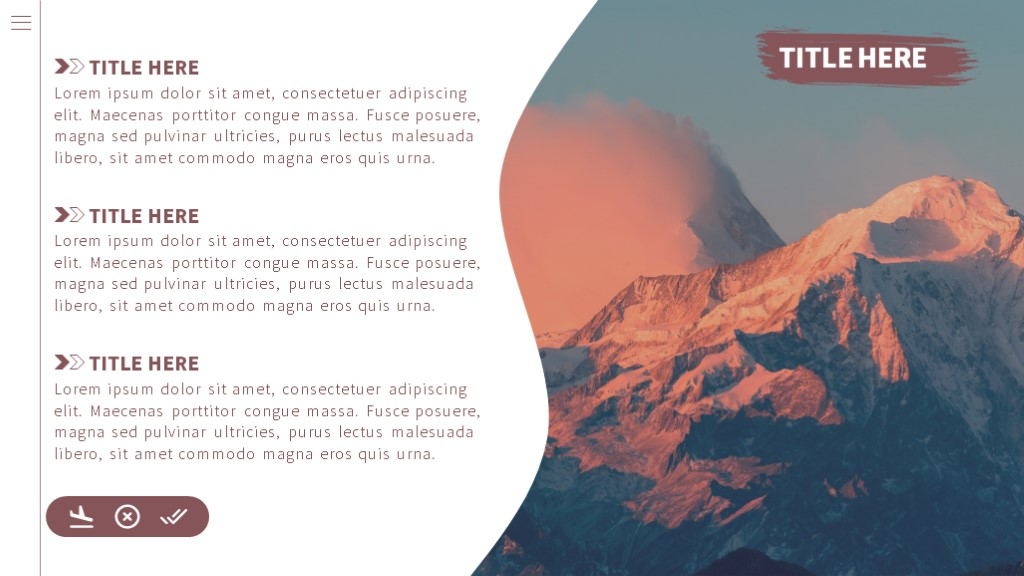 TITLE HERE
TITLE HERE
Lorem ipsum dolor sit amet, consectetuer adipiscing
elit. Maecenas porttitor congue massa. Fusce posuere,
magna sed pulvinar ultricies, purus lectus malesuada
libero, sit amet commodo magna eros quis urna.
TITLE HERE
Lorem ipsum dolor sit amet, consectetuer adipiscing
elit. Maecenas porttitor congue massa. Fusce posuere,
magna sed pulvinar ultricies, purus lectus malesuada
libero, sit amet commodo magna eros quis urna.
TITLE HERE
Lorem ipsum dolor sit amet, consectetuer adipiscing
elit. Maecenas porttitor congue massa. Fusce posuere,
magna sed pulvinar ultricies, purus lectus malesuada
libero, sit amet commodo magna eros quis urna.